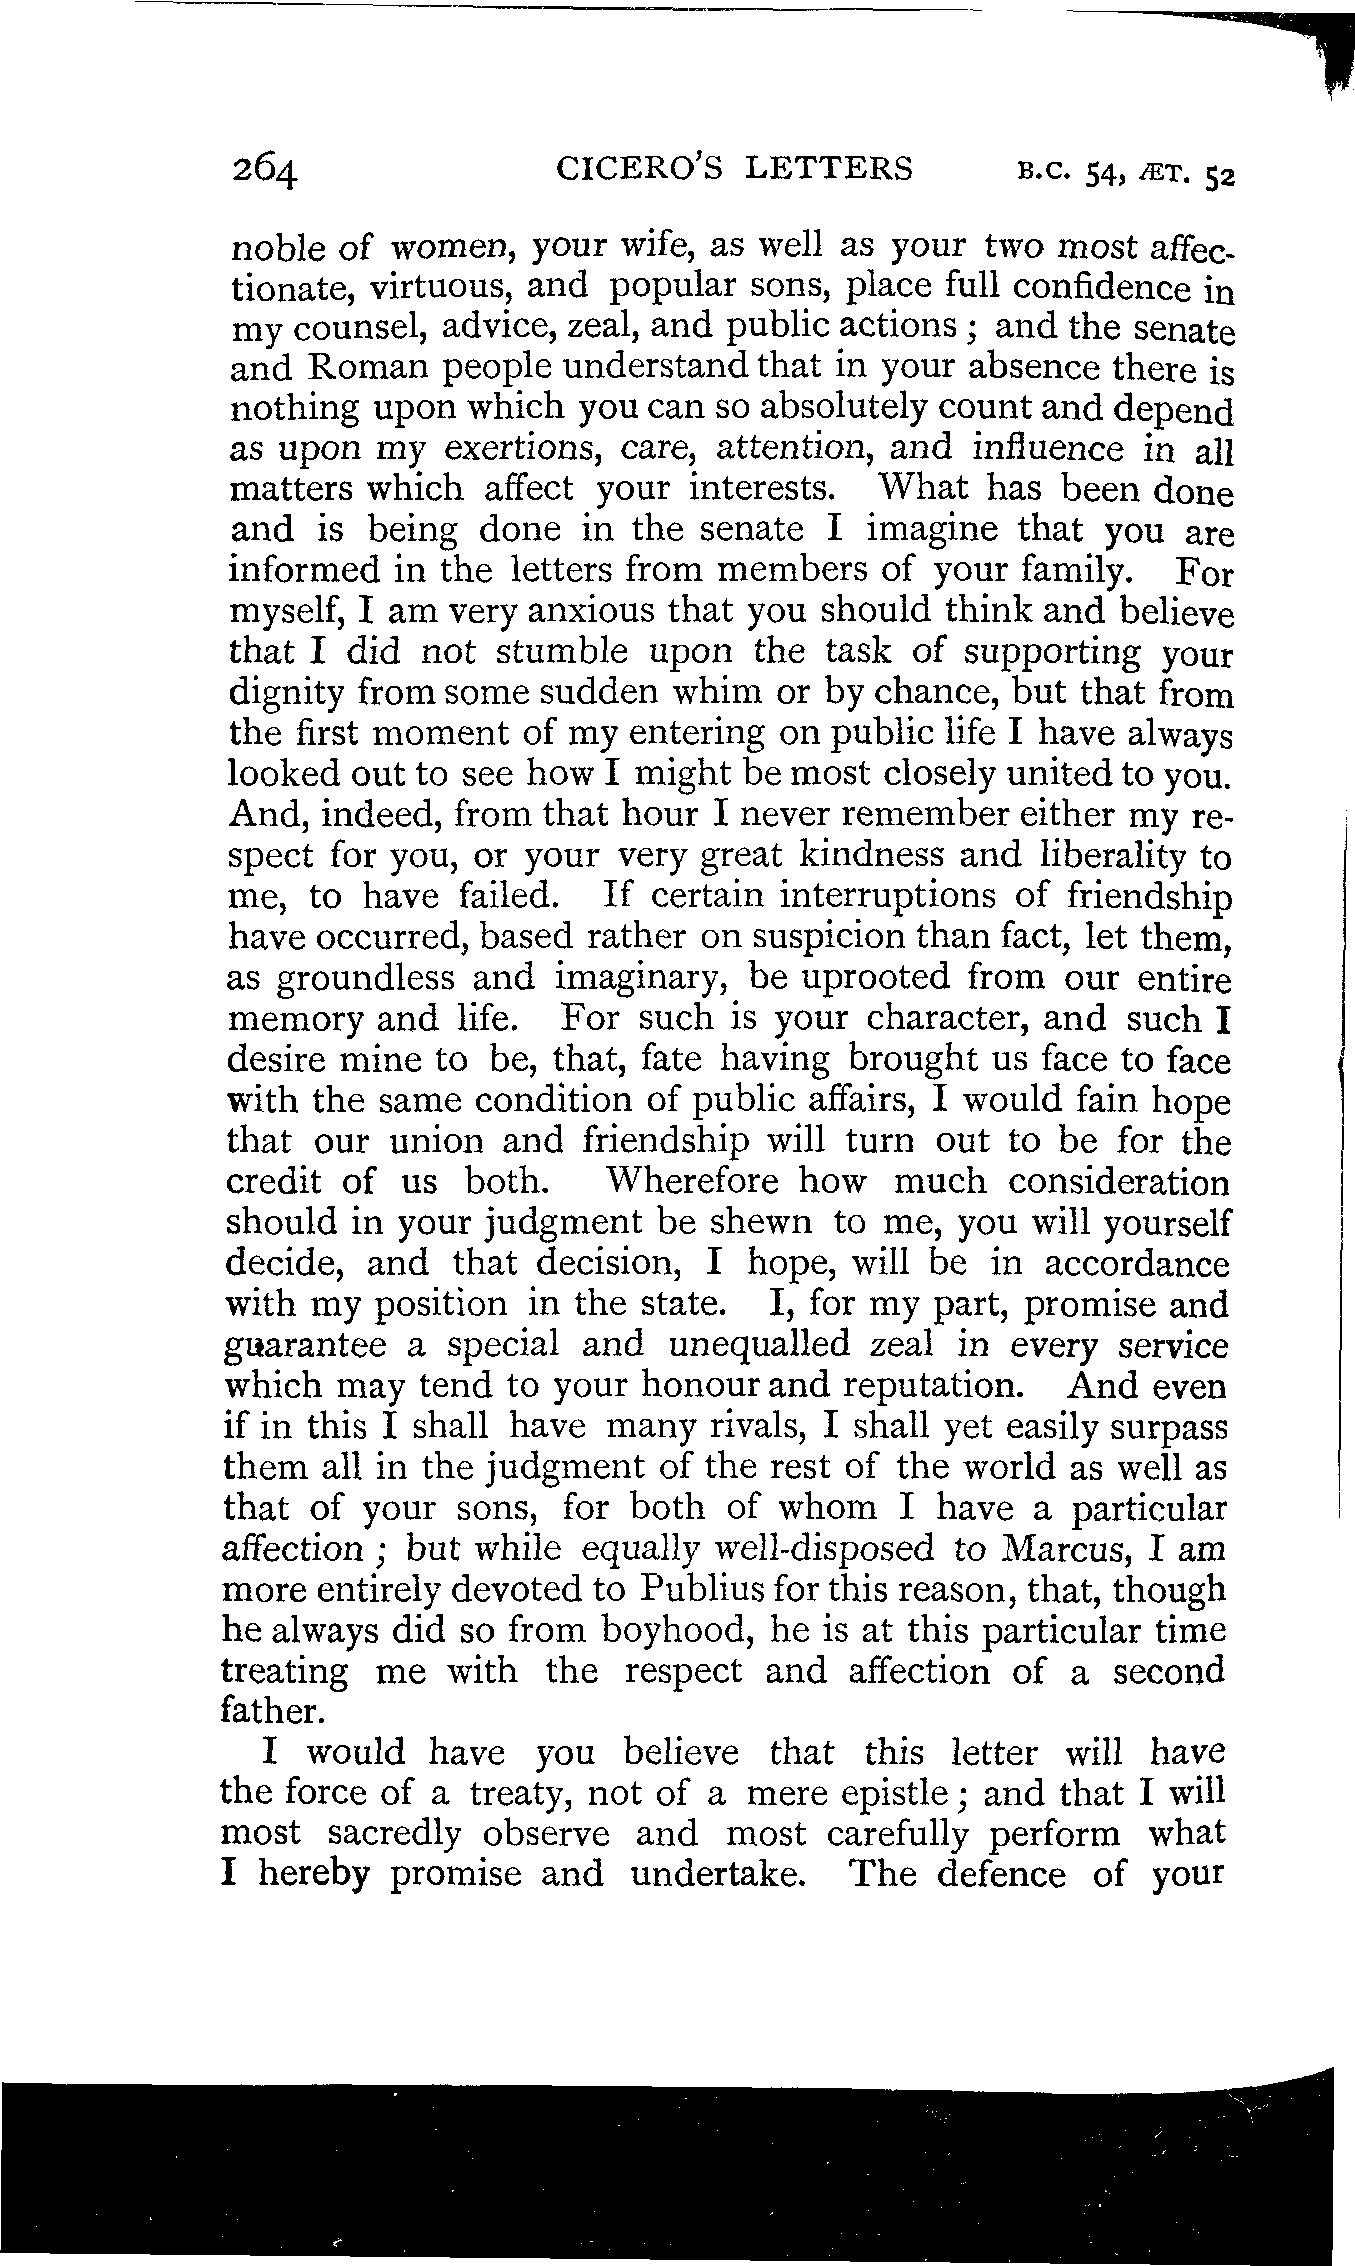 264 CICERO'S LETTERS B.C. 54, ÆT. 52
noble of women, your wife, as well as your two most affec-
tionate, virtuous, and popular sons, place full confidence in
my counsel, advice, zeal, and public actions ; and the senate
and Roman people understand that in your absence there is
nothing upon which you can so absolutely count and depend
as upon my exertions, care, attention, and influence in all
matters which affect your interests. What has been done
and is being done in the senate I imagine that you are
informed in the letters from members of your family. For
myself, I am very anxious that you should think and believe
that I did not stumble upon the task of supporting your
dignity from some sudden whim or by chance, but that from
the first moment of my entering on public life I have always
looked out to see how I might be most closely united to you.
And, indeed, from that hour I never remember either my re-
spect for you, or your very great kindness and liberality to
me, to have failed. If certain interruptions of friendship
have occurred, based rather on suspicion than fact, let them,
as groundless and imaginary, be uprooted from our entire
memory and life. For such is your character, and such I
desire mine to be, that, fate having brought us face to face
with the same condition of public affairs, I would fain hope
that our union and friendship will turn out to be for the
credit of us both. Wherefore how much consideration
should in your judgment be shewn to me, you will yourself
decide, and that decision, I hope, will be in accordance
with my position in the state. I, for my part, promise and
guarantee a special and unequalled zeal in every service
which may tend to your honour and reputation. And even
if in this I shall have many rivals, I shall yet easily surpass
them all in the judgment of the rest of the world as well as
that of your sons, for both of whom I have a particular
affection ; but while equally well-disposed to Marcus, I am
more entirely devoted to Publius for this reason, that, though
he always did so from boyhood, he is at this particular time
treating me with the respect and affection of a second
father.
I would have you believe that this letter will have
the force of a treaty, not of a mere epistle ; and that I will
most sacredly observe and most carefully perform what
I hereby promise and undertake. The defence of your